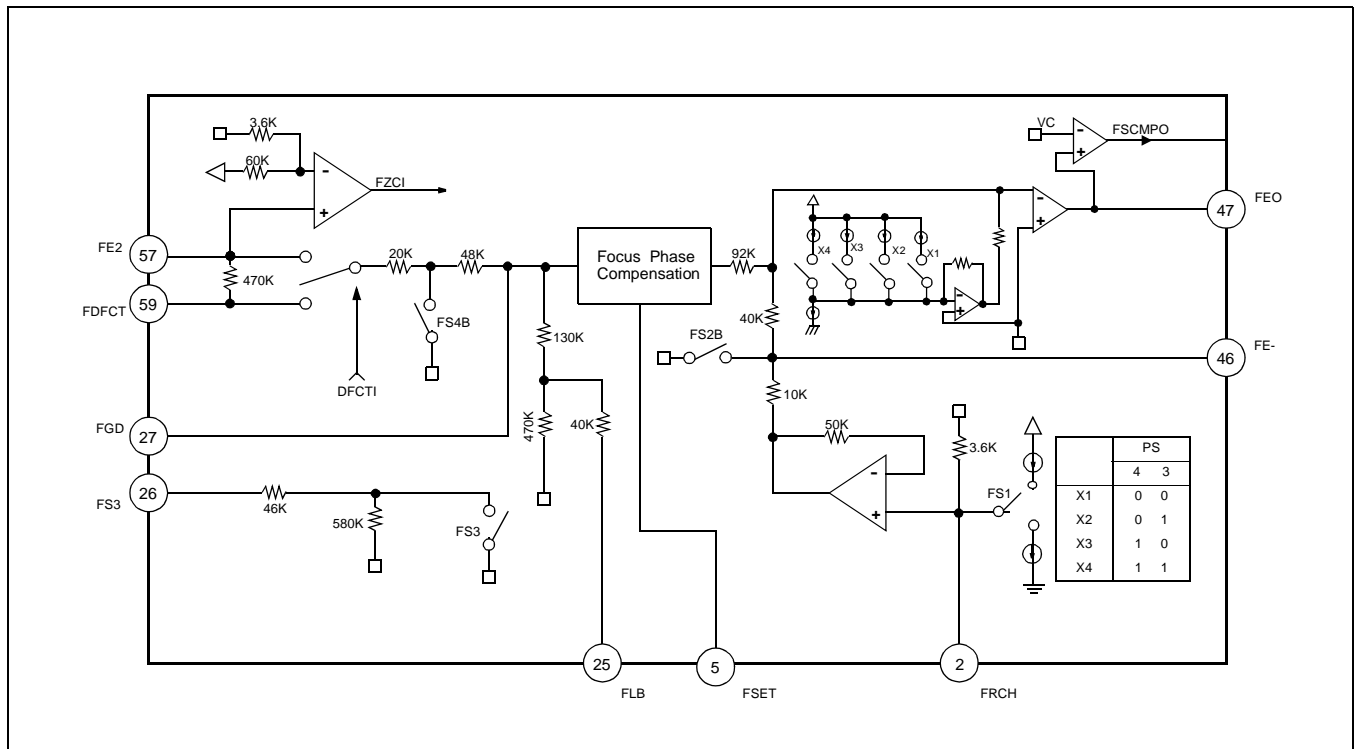 VC
FSCMPO
3.6K
60K
FZCI
FEO
47
FE2
57
470K
59
FDFCT
20K
48K
FS4B
DFCTI
Focus Phase
Compensation
92K
X4
X3
X2
X1
40K
-
+
-
+
-
+
-
+
FS2B
FE-
46
130K
10K
470K
40K
FGD
27
26
FS3
46K
580K
FS3
50K
-
+
3.6K
FS1
PS
4 3
X1 0 0
X2 0 1
X3 1 0
X4 1 1
25
FLB
5
FSET
2
FRCH